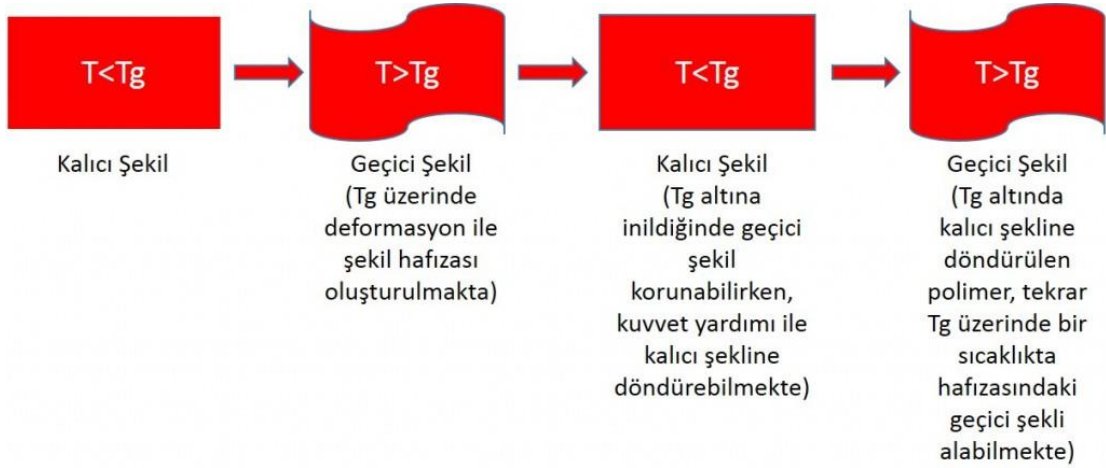 T<Tg
T>Tg
T<Tg
T>Tg
Kalıcı Şekil
Geçici Şekil
(Tg üzerinde
deformasyon ile
şekil hafızası
oluşturulmakta)
Kalıcı Şekil
(Tg altına
inildiğinde geçici
şekil
korunabilirken,
kuvvet yardımı ile
kalıcı şekline
döndürebilmekte)
Geçici Şekil
(Tg altında
kalıcı şekline
döndürülen
polimer, tekrar
Tg üzerinde bir
sıcaklıkta
hafızasındaki
geçici şekli
alabilmekte)